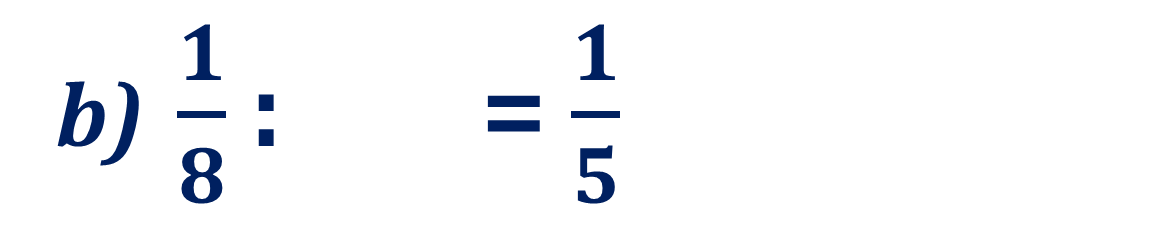 b) 1/8 : = 1/5